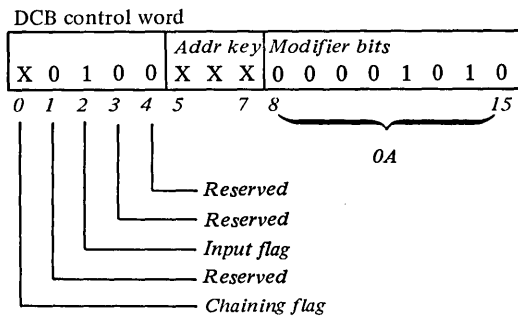 DCB control word
Addr key Modifier bits
X 0 1 0 0 X X X 0 0 0 0 1 0 1 0
0 1 2 3 4 5 7 8 15
0A
Reserved
Reserved
Input flag
Reserved
Chaining flag